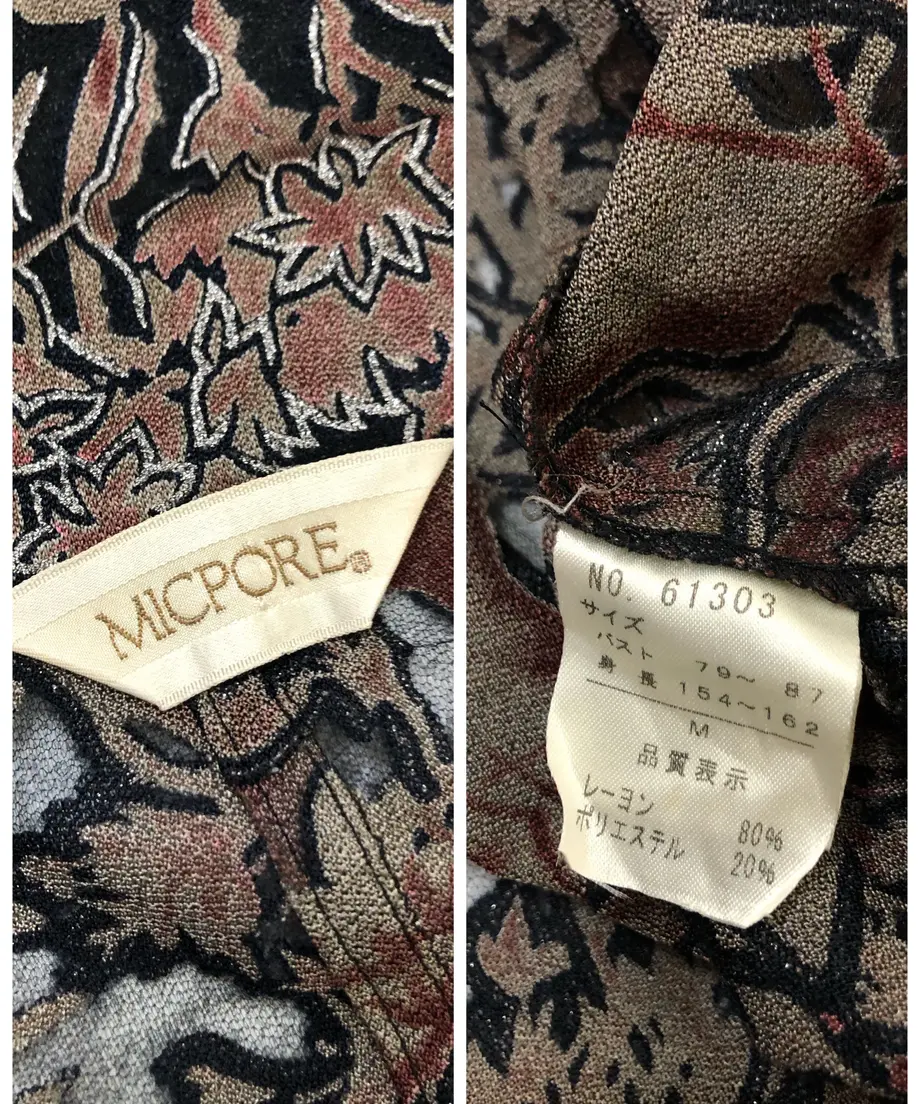 MICPORE®
NO. 61303
サイズ
バスト 79～ 87
身 長 154～162
M
品質表示
レーヨン 80%
ポリエステル 20%